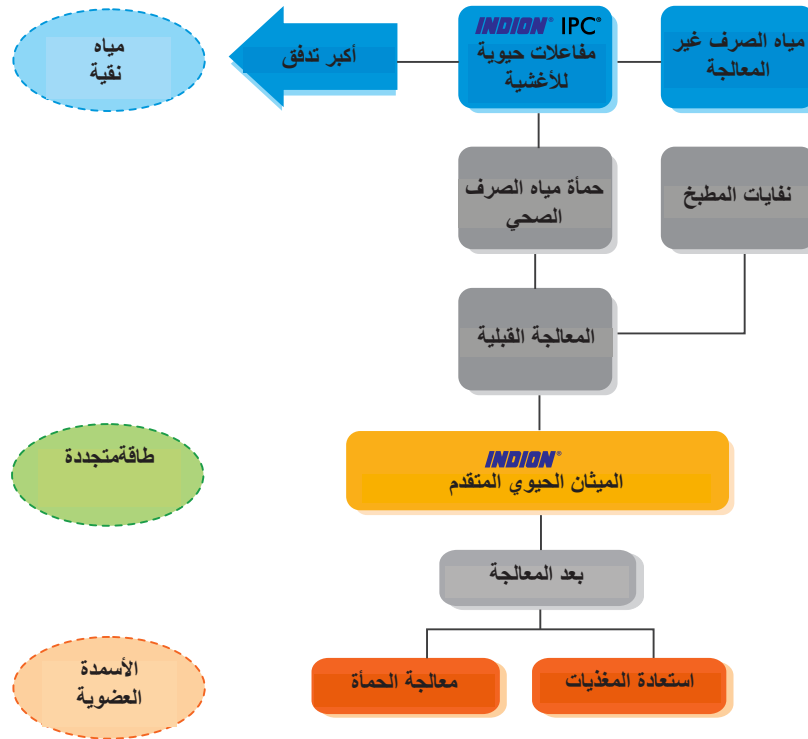 مياه الصرف غير
المعالجة
INDION® IPC®
مفاعلات حيوية
للأغشية
أكبر تدفق
مياه
نقية
نفايات المطبخ
حمأة مياه الصرف
الصحي
المعالجة القبلية
INDION®
الميثان الحيوي المتقدم
طاقةمتجددة
بعد المعالجة
استعادة المغذيات
معالجة الحمأة
الأسمدة
العضوية